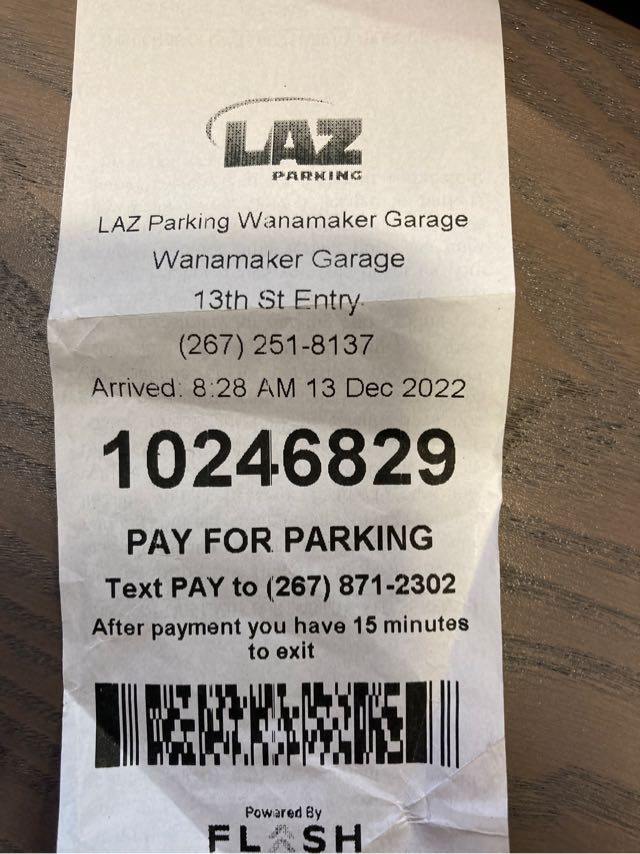 LAZ
PARKING
LAZ Parking Wanamaker Garage
Wanamaker Garage
13th St Entry
(267) 251-8137
Arrived: 8:28 AM 13 Dec 2022
10246829
PAY FOR PARKING
Text PAY to (267) 871-2302
After payment you have 15 minutes
to exit
Powered By
FLASH